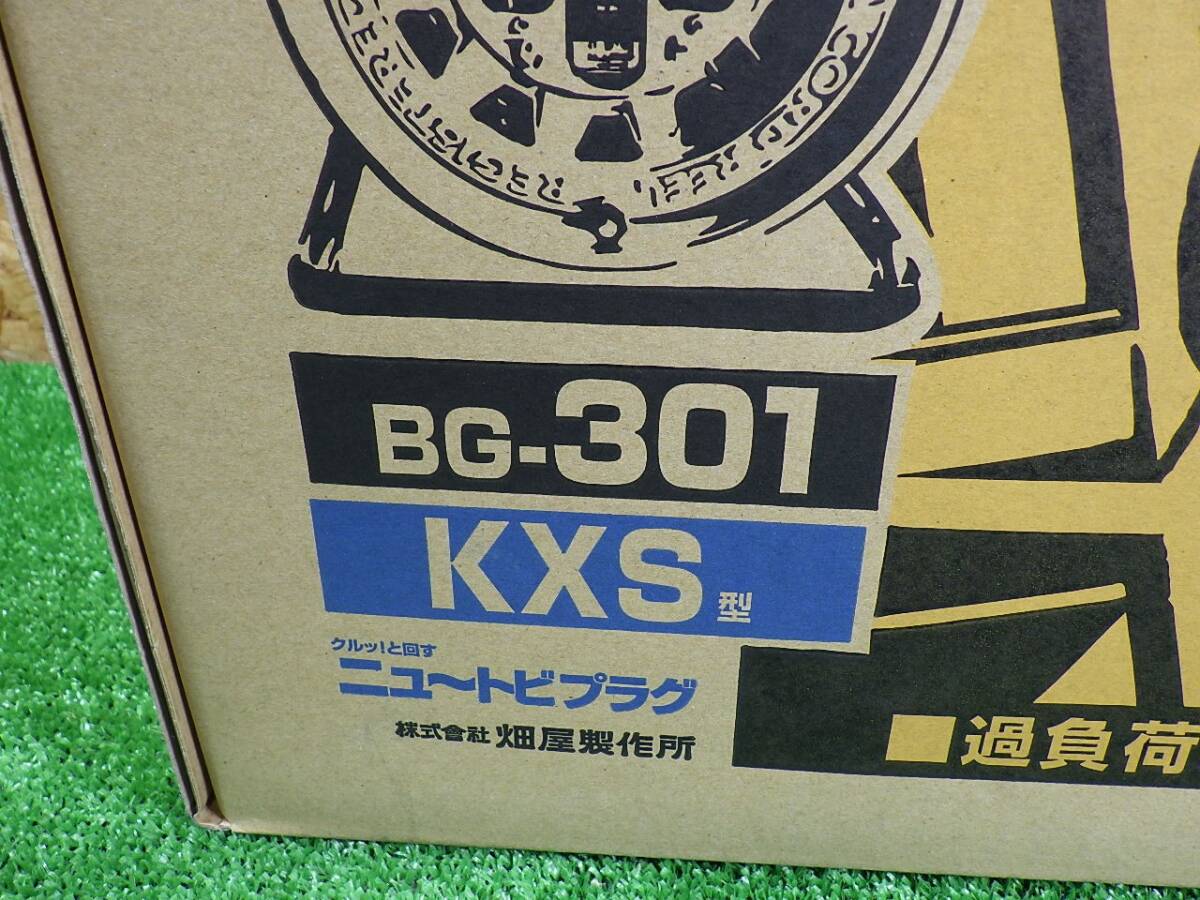 BG-301
KXS型
クルッ!と回す
ニュ〜トビプラグ
株式會社 畑屋製作所
■過負荷